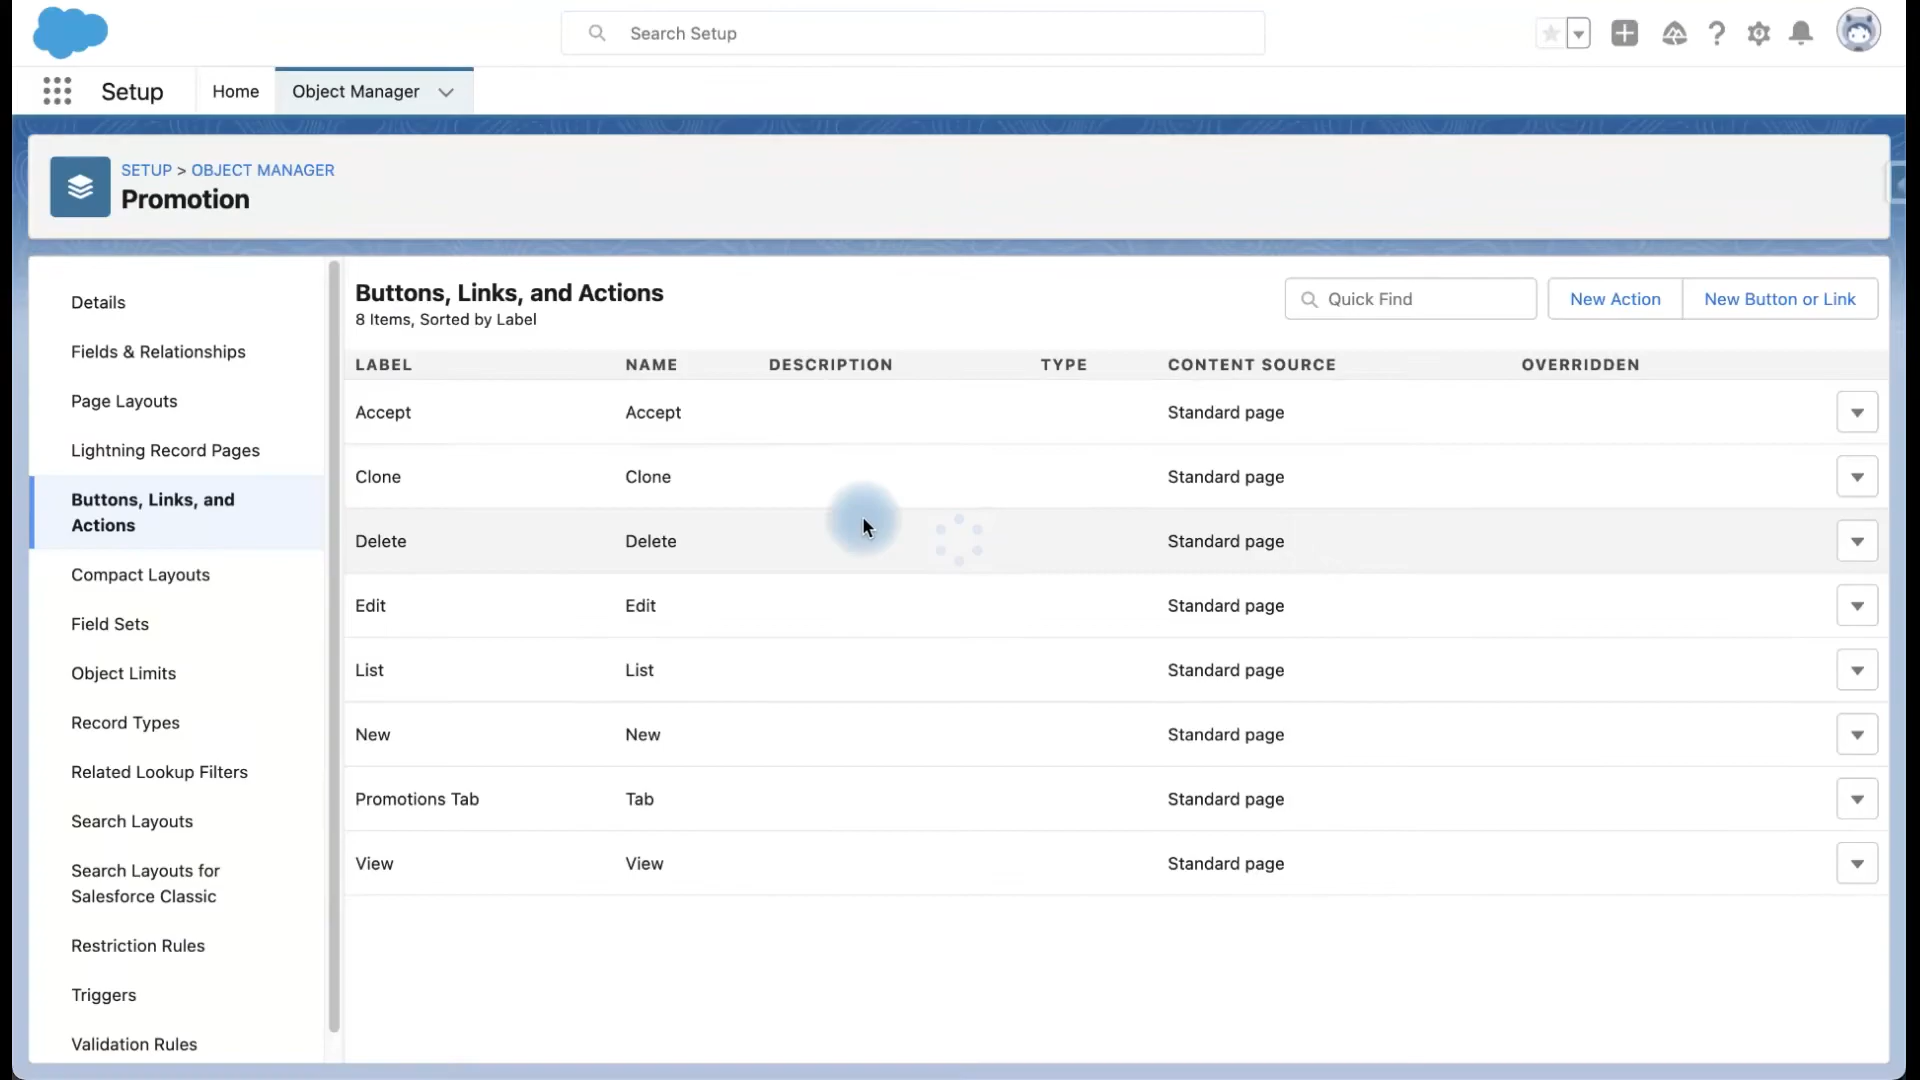 Search Setup
Setup
Home
Object Manager
SETUP > OBJECT MANAGER
Promotion
Details
Fields & Relationships
Page Layouts
Lightning Record Pages
Buttons, Links, and
Actions
Compact Layouts
Field Sets
Object Limits
Record Types
Related Lookup Filters
Search Layouts
Search Layouts for
Salesforce Classic
Restriction Rules
Triggers
Validation Rules
Buttons, Links, and Actions
8 Items, Sorted by Label
Quick Find
New Action
New Button or Link
LABEL NAME DESCRIPTION TYPE CONTENT SOURCE OVERRIDDEN
Accept Accept Standard page
Clone Clone Standard page
Delete Delete Standard page
Edit Edit Standard page
List List Standard page
New New Standard page
Promotions Tab Tab Standard page
View View Standard page